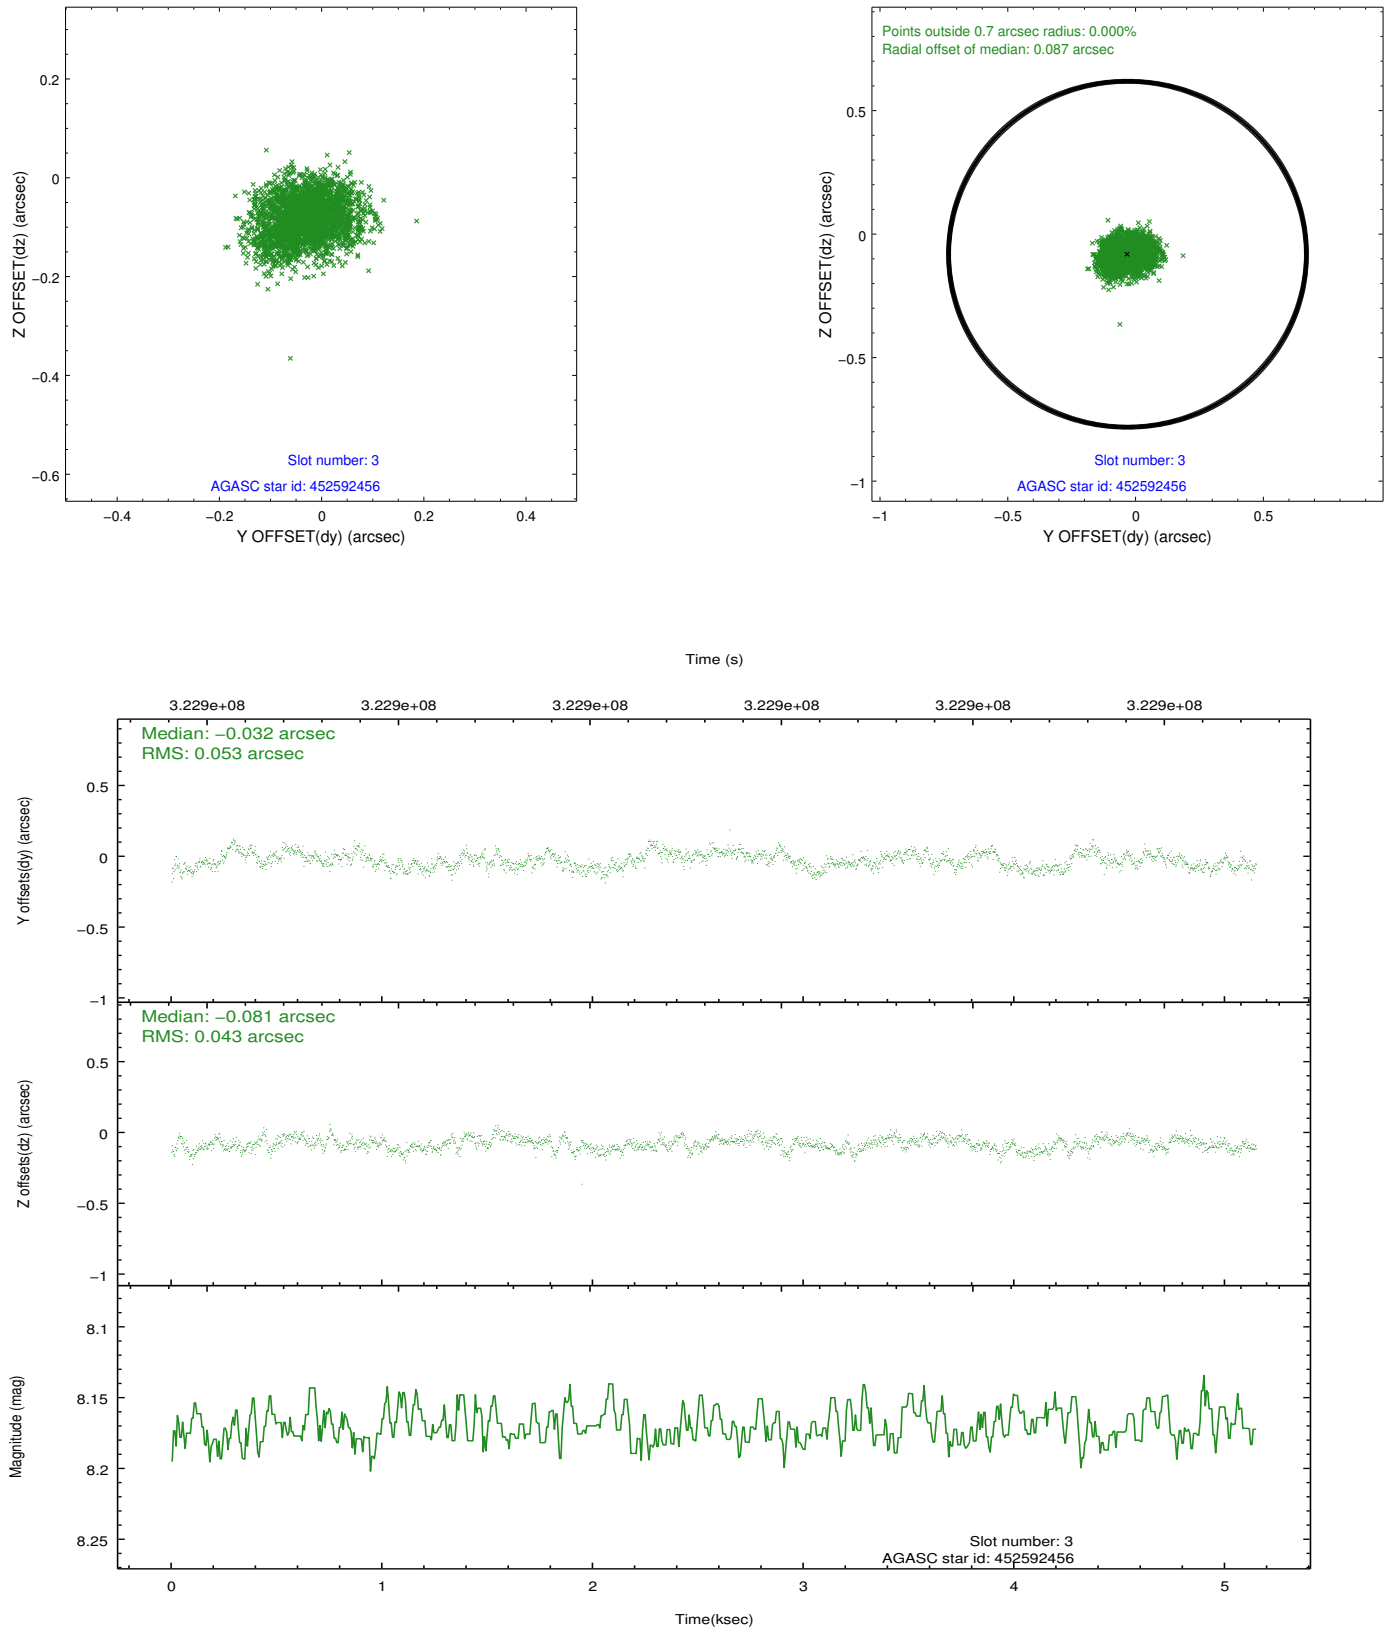 0.2
0
−0.2
−0.4
−0.6
Z OFFSET(dz) (arcsec)
Slot number: 3
AGASC star id: 452592456
−0.4 −0.2 0 0.2 0.4
Y OFFSET(dy) (arcsec)
Points outside 0.7 arcsec radius: 0.000%
Radial offset of median: 0.087 arcsec
0.5
0
−0.5
−1
Z OFFSET(dz) (arcsec)
Slot number: 3
AGASC star id: 452592456
−1 −0.5 0 0.5
Y OFFSET(dy) (arcsec)
Time (s)
3.229e+08 3.229e+08 3.229e+08 3.229e+08 3.229e+08 3.229e+08
Median: −0.032 arcsec
RMS: 0.053 arcsec
0.5
0
−0.5
−1
Y offsets(dy) (arcsec)
Median: −0.081 arcsec
RMS: 0.043 arcsec
0.5
0
−0.5
−1
Z offsets(dz) (arcsec)
8.1
8.15
8.2
8.25
Magnitude (mag)
Slot number: 3
AGASC star id: 452592456
0 1 2 3 4 5
Time(ksec)